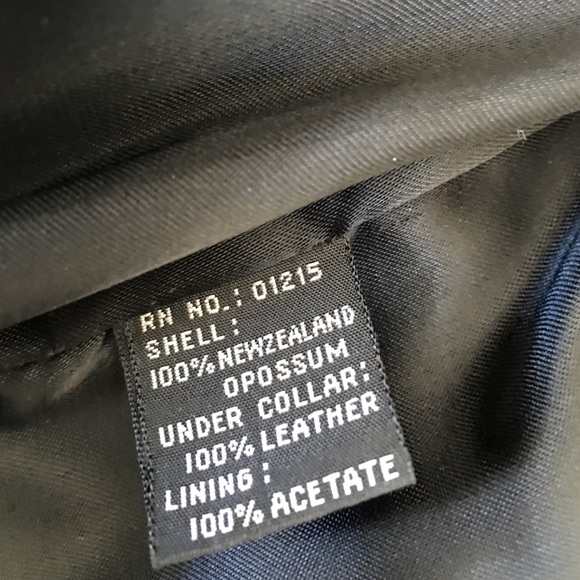 RN NO.: 01215
SHELL:
100% NEWZEALAND
OPOSSUM
UNDER COLLAR:
100% LEATHER
LINING:
100% ACETATE